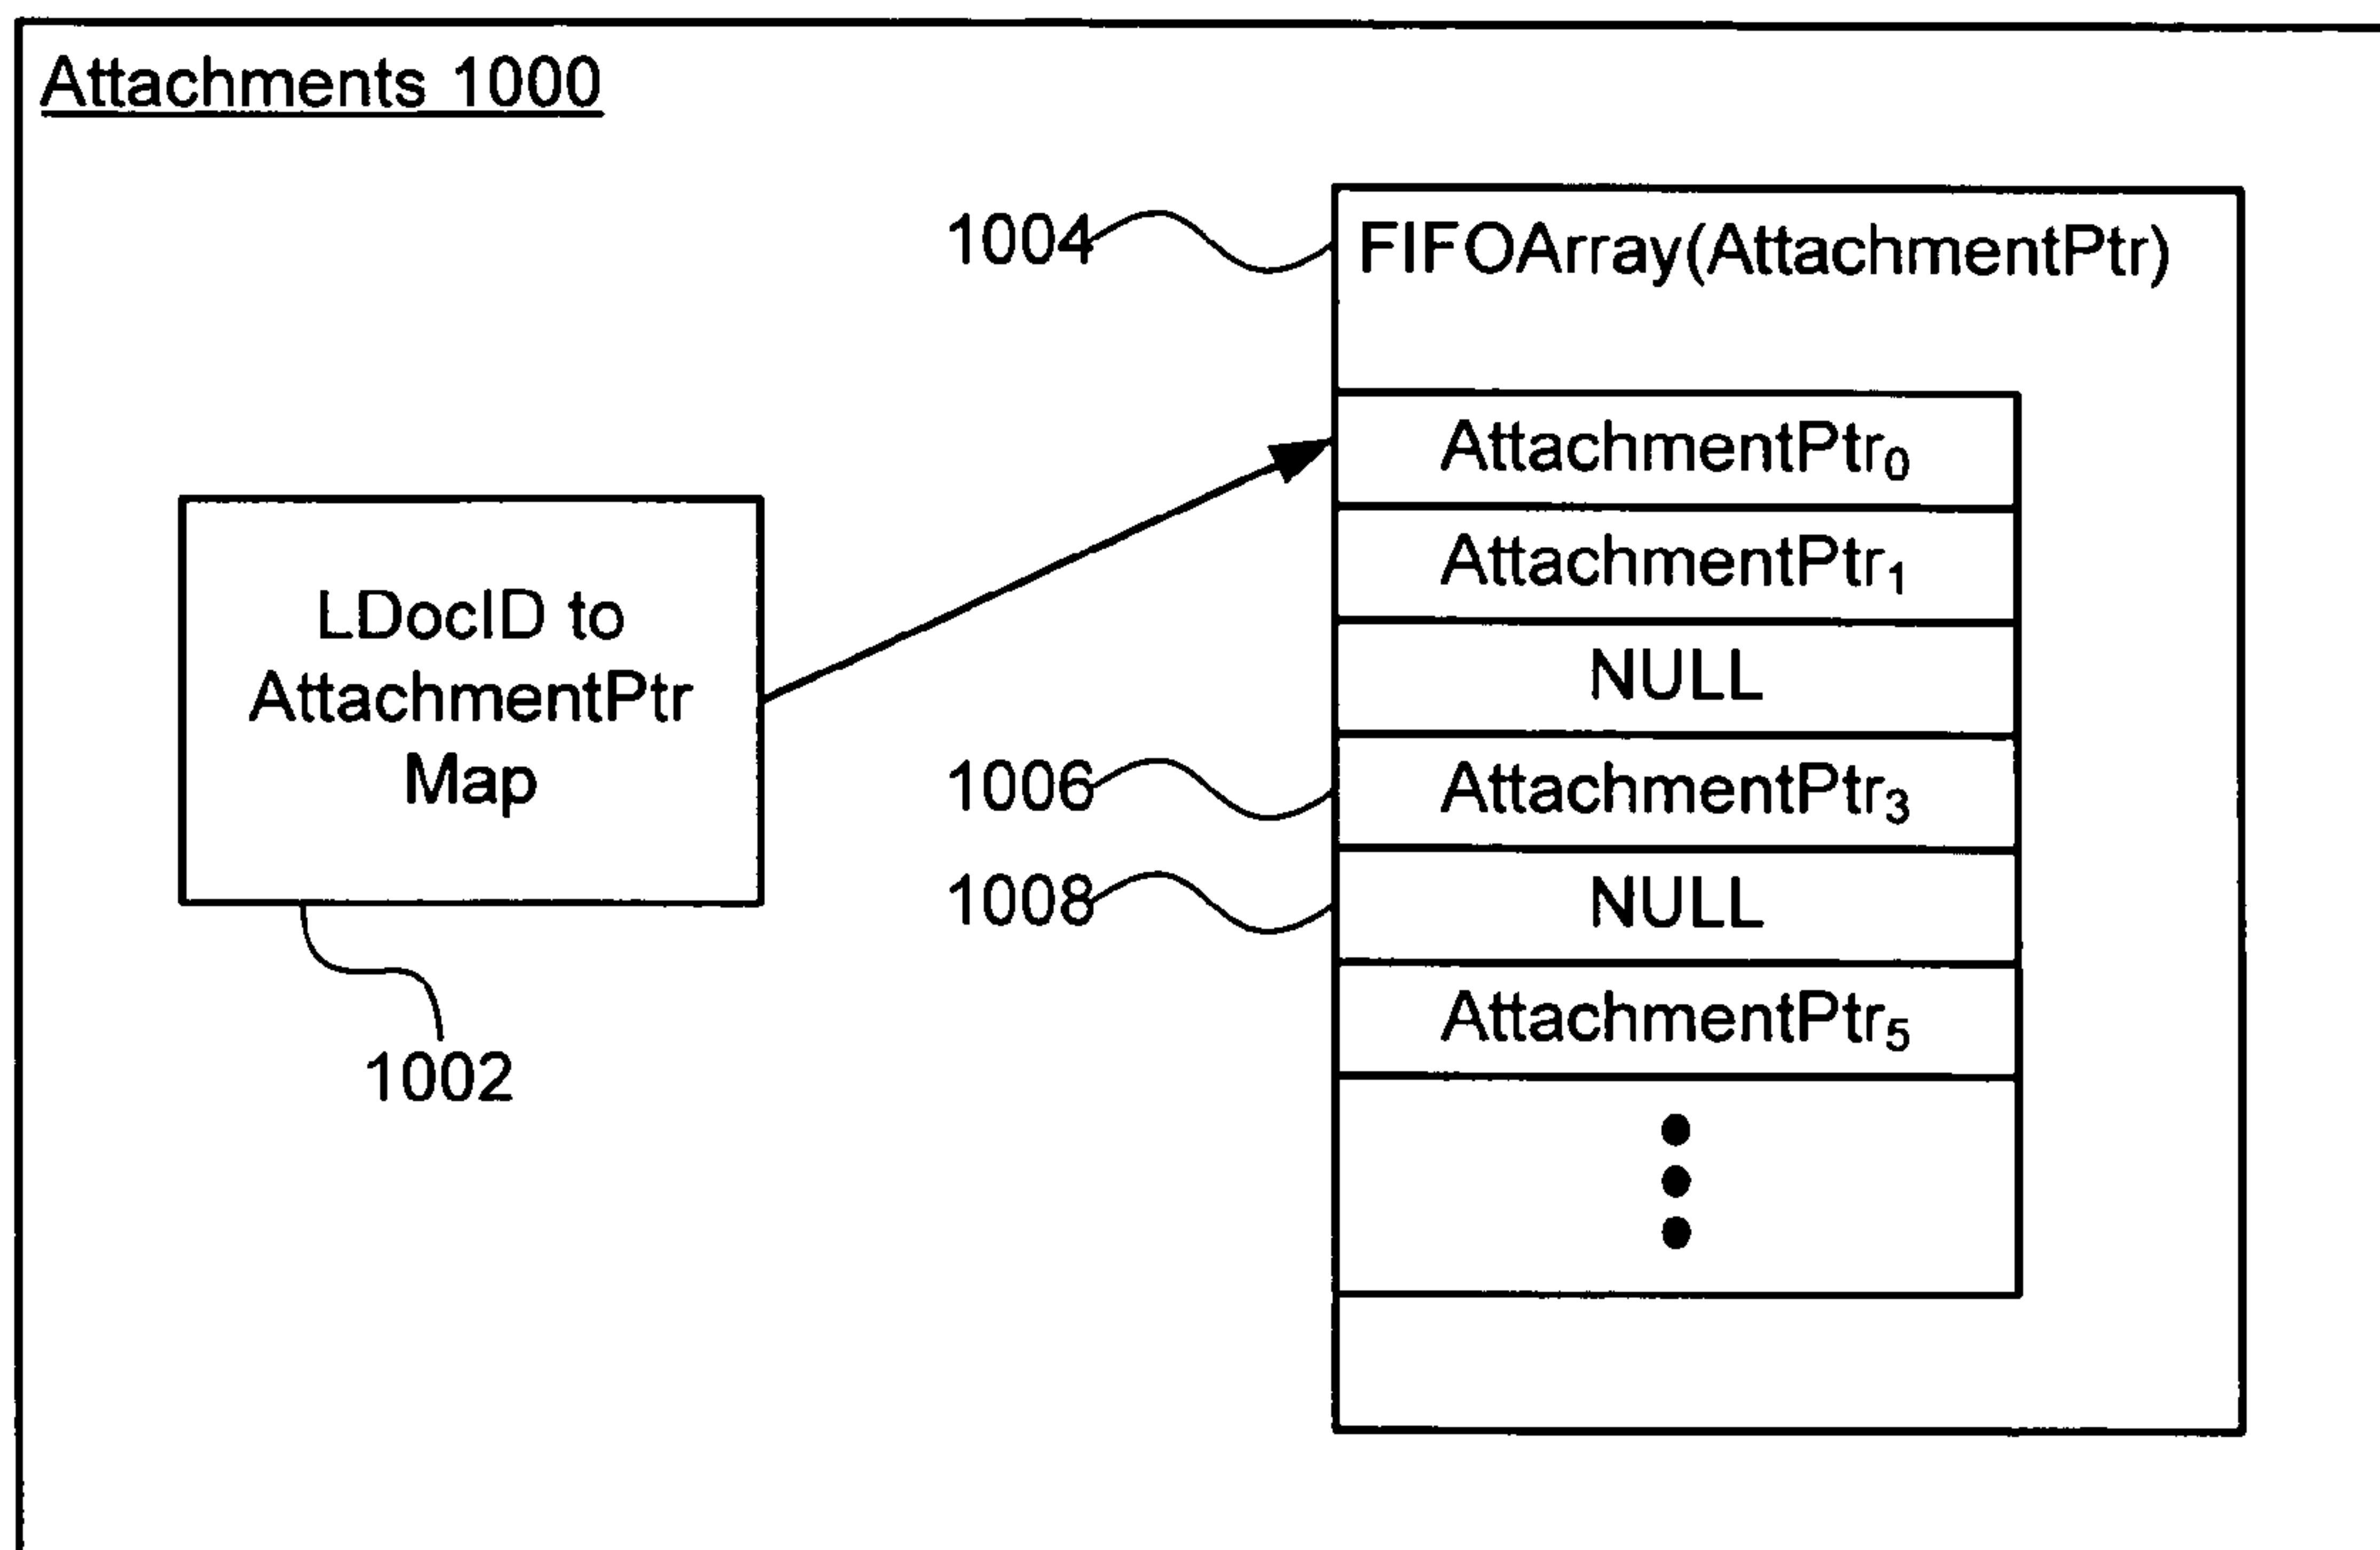 Attachments 1000
1004
FIFOArray(AttachmentPtr)
AttachmentPtr₀
AttachmentPtr₁
NULL
1006
AttachmentPtr₃
1008
NULL
AttachmentPtr₅
LDocID to
AttachmentPtr
Map
1002